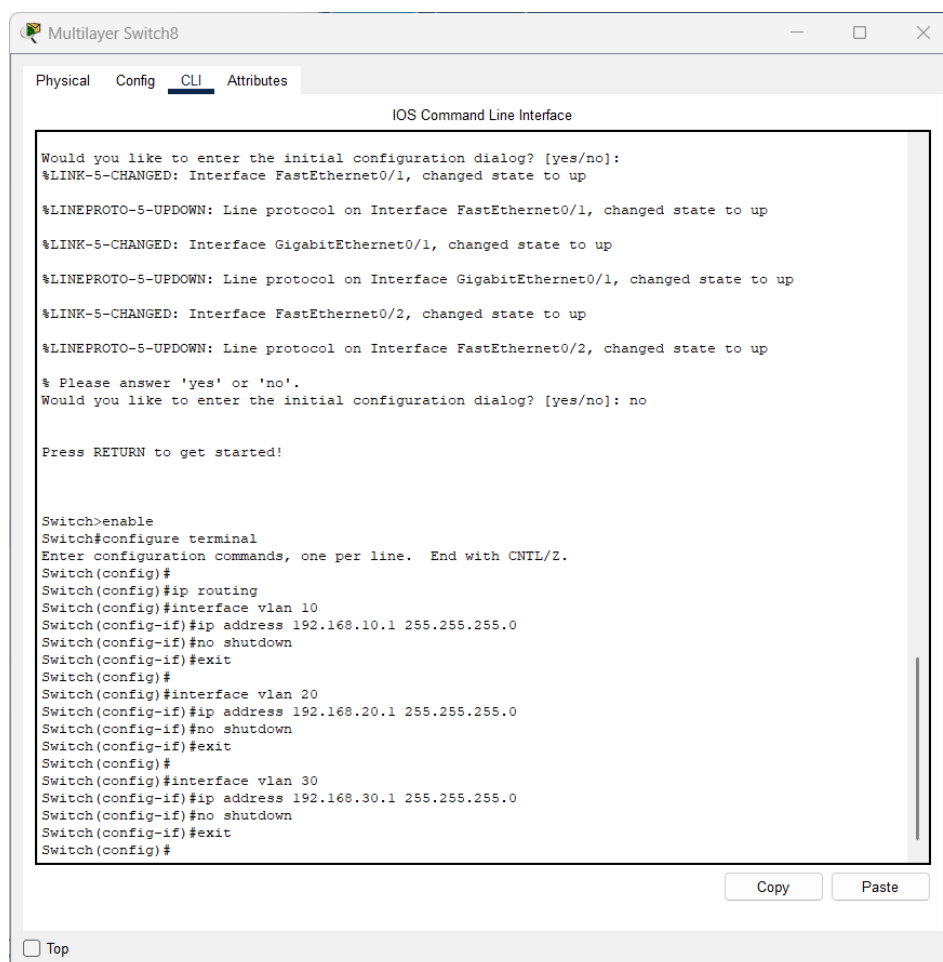 Multilayer Switch8
Physical Config CLI Attributes
IOS Command Line Interface
Would you like to enter the initial configuration dialog? [yes/no]:
%LINK-5-CHANGED: Interface FastEthernet0/1, changed state to up
%LINEPROTO-5-UPDOWN: Line protocol on Interface FastEthernet0/1, changed state to up
%LINK-5-CHANGED: Interface GigabitEthernet0/1, changed state to up
%LINEPROTO-5-UPDOWN: Line protocol on Interface GigabitEthernet0/1, changed state to up
%LINK-5-CHANGED: Interface FastEthernet0/2, changed state to up
%LINEPROTO-5-UPDOWN: Line protocol on Interface FastEthernet0/2, changed state to up
% Please answer 'yes' or 'no'.
Would you like to enter the initial configuration dialog? [yes/no]: no
Press RETURN to get started!
Switch>enable
Switch#configure terminal
Enter configuration commands, one per line.  End with CNTL/Z.
Switch(config)#
Switch(config)#ip routing
Switch(config)#interface vlan 10
Switch(config-if)#ip address 192.168.10.1 255.255.255.0
Switch(config-if)#no shutdown
Switch(config-if)#exit
Switch(config)#
Switch(config)#interface vlan 20
Switch(config-if)#ip address 192.168.20.1 255.255.255.0
Switch(config-if)#no shutdown
Switch(config-if)#exit
Switch(config)#
Switch(config)#interface vlan 30
Switch(config-if)#ip address 192.168.30.1 255.255.255.0
Switch(config-if)#no shutdown
Switch(config-if)#exit
Switch(config)#
Copy Paste
Top